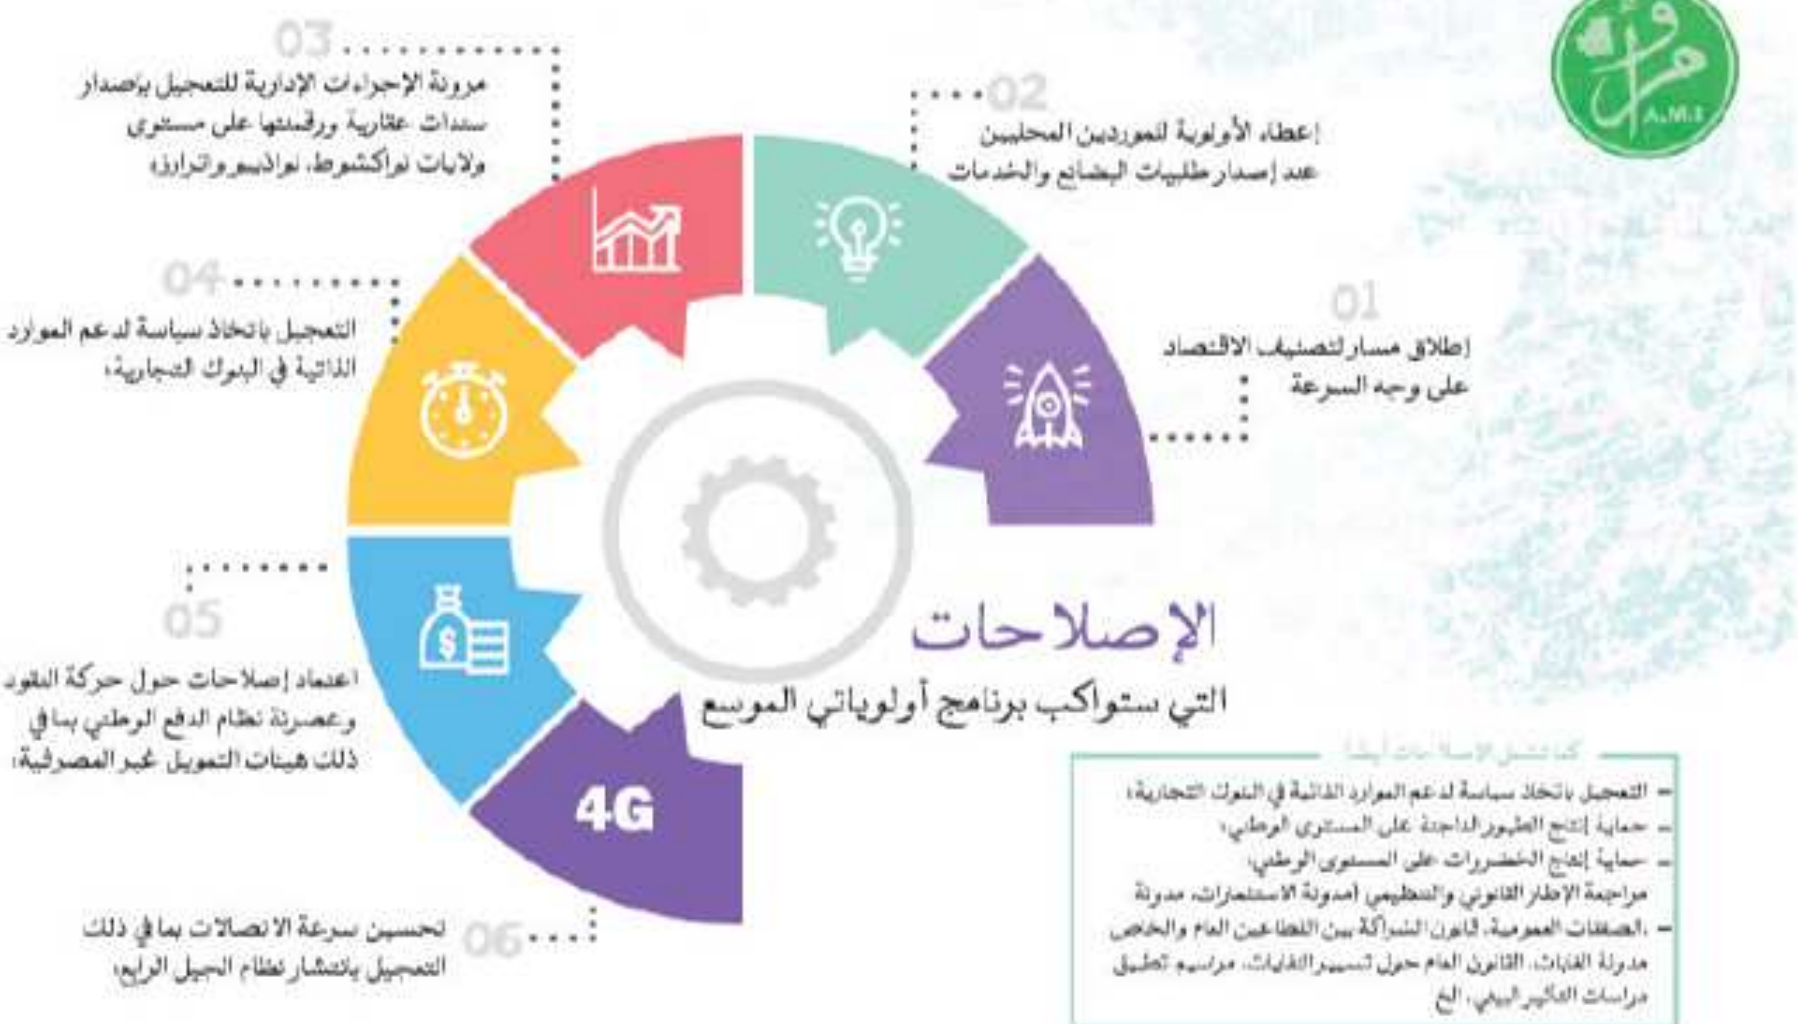 A.M.I
الإصلاحات
التي ستواكب برنامج أولوياتي الموسع
01
إطلاق مسار لتصنيف الاقتصاد
على وجه السرعة
02
إعطاء الأولوية للموردين المحليين
عند إصدار طلبيات البضائع والخدمات
03
مرونة الإجراءات الإدارية للتعجيل بإصدار
سندات عقارية ورقمنتها على مستوى
ولايات نواكشوط، نواذيبو واترارزة
04
التعجيل باتخاذ سياسة لدعم الموارد
الذاتية في البنوك التجارية،
05
اعتماد إصلاحات حول حركة النقود
وعصرنة نظام الدفع الوطني بما في
ذلك هيئات التمويل غير المصرفية؛
4G
06
تحسين سرعة الاتصالات بما في ذلك
التعجيل بانتشار نظام الجيل الرابع،
كما تشمل الإصلاحات أيضا
– التعجيل باتخاذ سياسة لدعم الموارد الذاتية في البنوك التجارية؛
– حماية إنتاج الطيور الداجنة على المستوى الوطني،
– حماية إنتاج الخضروات على المستوى الوطني،
مراجعة الإطار القانوني والتنظيمي (مدونة الاستثمارات، مدونة
– .الصفقات العمومية، قانون الشراكة بين القطاعين العام والخاص
مدونة الغابات، القانون العام حول تسيير النفايات، مراسيم تطبيق
دراسات التأثير البيئي، الخ